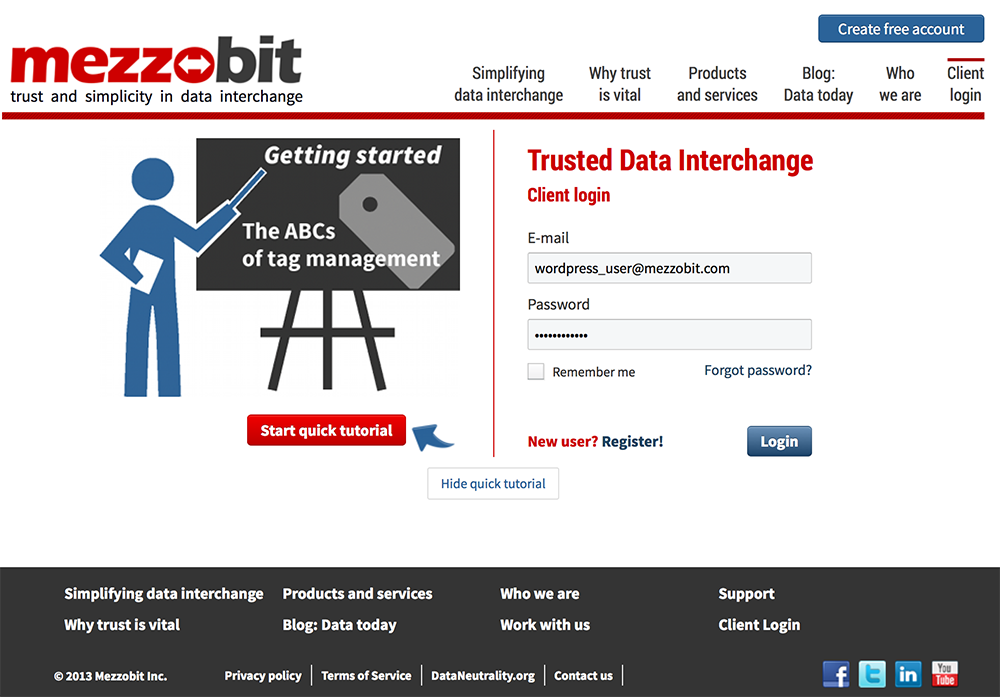 Create free account
mezzobit
trust and simplicity in data interchange
Simplifying
data interchange
Why trust
is vital
Products
and services
Blog:
Data today
Who
we are
Client
login
Getting started
The ABCs
of tag management
Start quick tutorial
Trusted Data Interchange
Client login
E-mail
wordpress_user@mezzobit.com
Password
••••••••••••
Remember me
Forgot password?
New user? Register!
Login
Hide quick tutorial
Simplifying data interchange
Products and services
Who we are
Support
Why trust is vital
Blog: Data today
Work with us
Client Login
© 2013 Mezzobit Inc.
Privacy policy
Terms of Service
DataNeutrality.org
Contact us
f
t
in
You
Tube